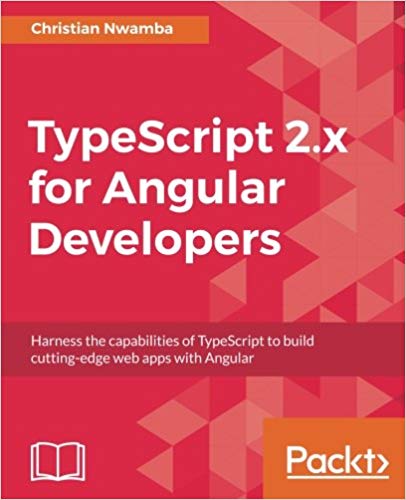 Christian Nwamba
TypeScript 2.x
for Angular
Developers
Harness the capabilities of TypeScript to build
cutting-edge web apps with Angular
Packt>